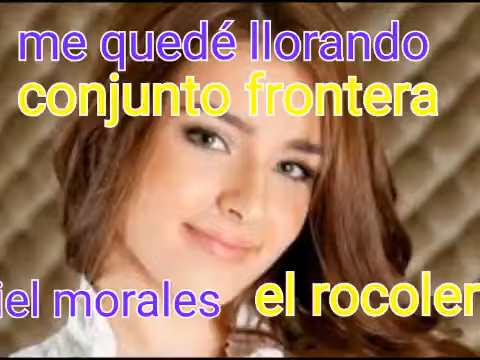 me quedé llorando
conjunto frontera
iel morales el rocoler